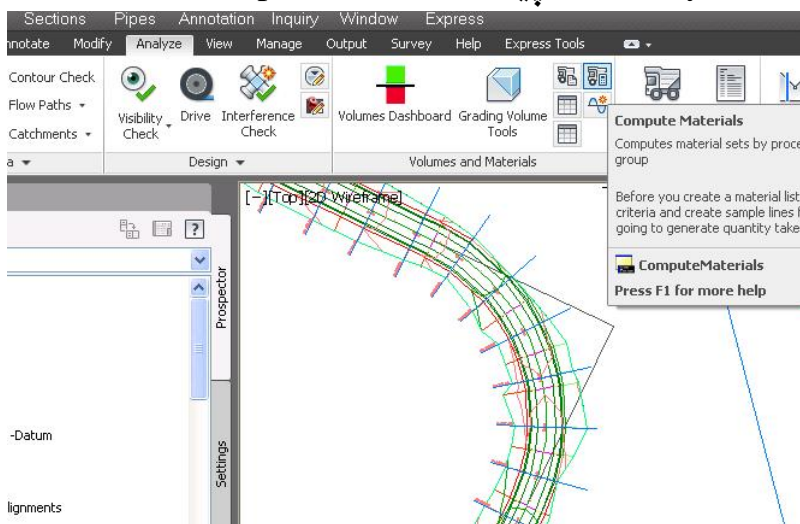 Sections Pipes Annotation Inquiry Window Express
nnotate Modify Analyze View Manage Output Survey Help Express Tools
Contour Check
Flow Paths
Catchments
Visibility Check
Drive
Interference Check
Volumes Dashboard
Grading Volume Tools
a
Design
Volumes and Materials
Compute Materials
Computes material sets by proce
group
Before you create a material list
criteria and create sample lines
going to generate quantity take
ComputeMaterials
Press F1 for more help
[-][Top][2D Wireframe]
Prospector
Settings
-Datum
lignments